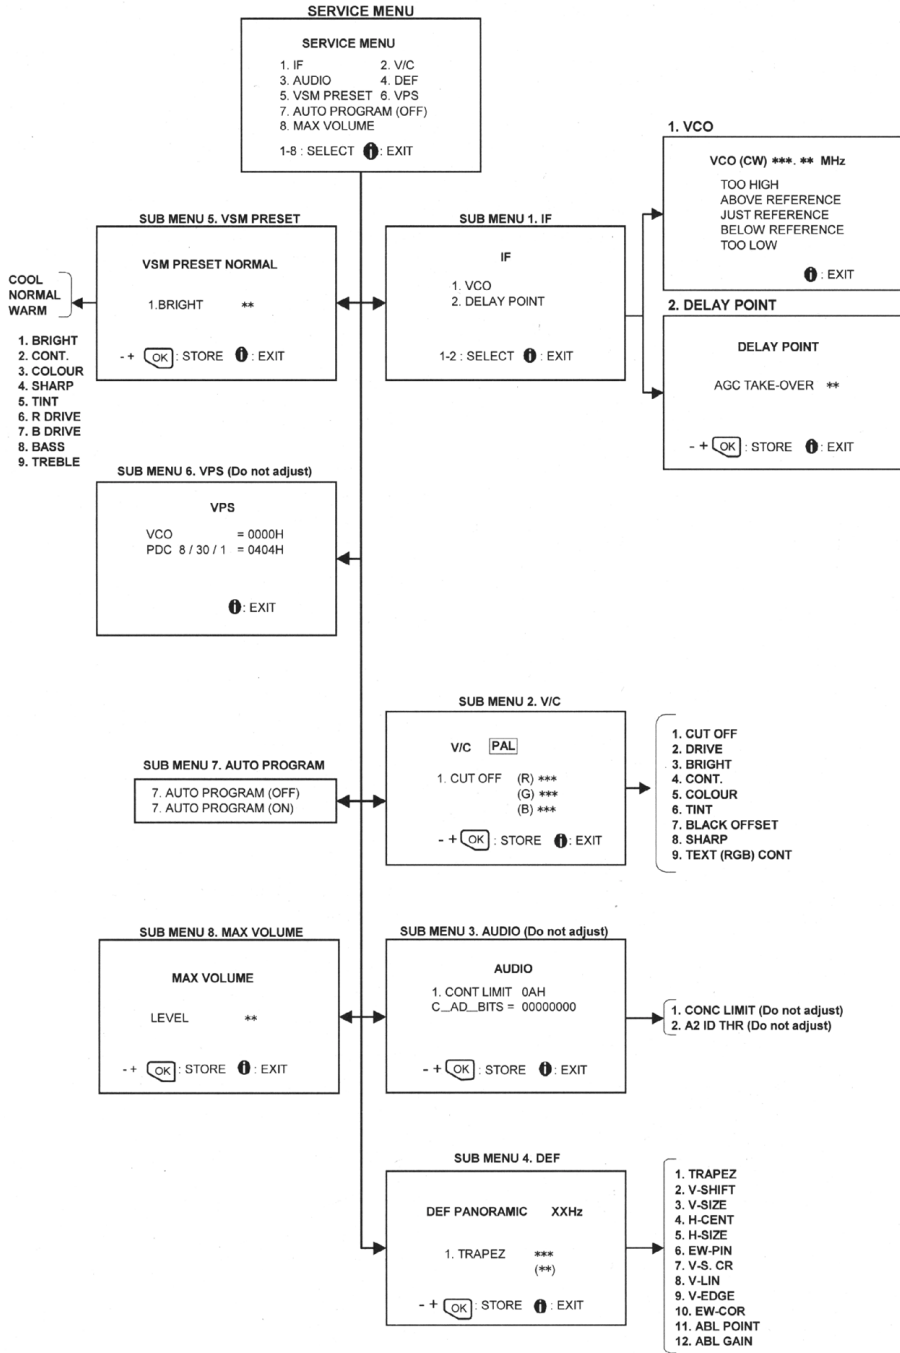 SERVICE MENU
SERVICE MENU
1. IF 2. V/C
3. AUDIO 4. DEF
5. VSM PRESET 6. VPS
7. AUTO PROGRAM (OFF)
8. MAX VOLUME
1-8 : SELECT i : EXIT
1. VCO
VCO (CW) ***. ** MHz
TOO HIGH
ABOVE REFERENCE
JUST REFERENCE
BELOW REFERENCE
TOO LOW
i : EXIT
SUB MENU 5. VSM PRESET
VSM PRESET NORMAL
1.BRIGHT **
- + OK : STORE i : EXIT
COOL
NORMAL
WARM
1. BRIGHT
2. CONT.
3. COLOUR
4. SHARP
5. TINT
6. R DRIVE
7. B DRIVE
8. BASS
9. TREBLE
SUB MENU 1. IF
IF
1. VCO
2. DELAY POINT
1-2 : SELECT i : EXIT
2. DELAY POINT
DELAY POINT
AGC TAKE-OVER **
- + OK : STORE i : EXIT
SUB MENU 6. VPS (Do not adjust)
VPS
VCO = 0000H
PDC 8 / 30 / 1 = 0404H
i : EXIT
SUB MENU 2. V/C
V/C PAL
1. CUT OFF (R) ***
(G) ***
(B) ***
- + OK : STORE i : EXIT
1. CUT OFF
2. DRIVE
3. BRIGHT
4. CONT.
5. COLOUR
6. TINT
7. BLACK OFFSET
8. SHARP
9. TEXT (RGB) CONT
SUB MENU 7. AUTO PROGRAM
7. AUTO PROGRAM (OFF)
7. AUTO PROGRAM (ON)
SUB MENU 8. MAX VOLUME
MAX VOLUME
LEVEL **
- + OK : STORE i : EXIT
SUB MENU 3. AUDIO (Do not adjust)
AUDIO
1. CONT LIMIT 0AH
C_AD_BITS = 00000000
- + OK : STORE i : EXIT
1. CONC LIMIT (Do not adjust)
2. A2 ID THR (Do not adjust)
SUB MENU 4. DEF
DEF PANORAMIC XXHz
1. TRAPEZ ***
(**)
- + OK : STORE i : EXIT
1. TRAPEZ
2. V-SHIFT
3. V-SIZE
4. H-CENT
5. H-SIZE
6. EW-PIN
7. V-S. CR
8. V-LIN
9. V-EDGE
10. EW-COR
11. ABL POINT
12. ABL GAIN